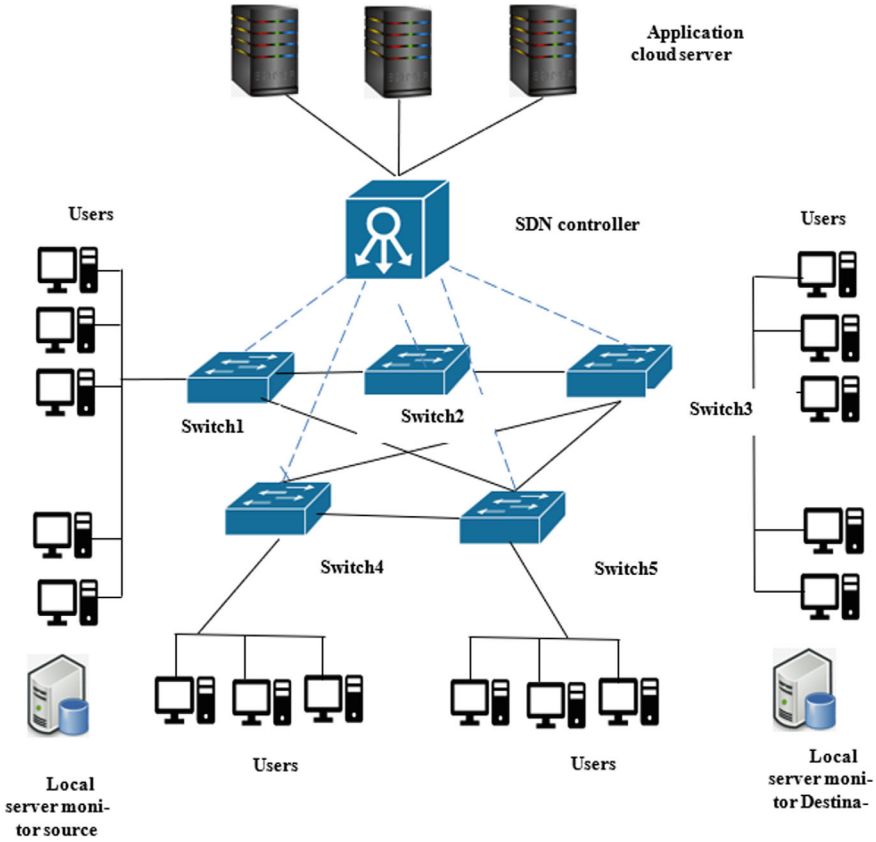 Application
cloud server
Users
SDN controller
Users
Switch1
Switch2
Switch3
Switch4
Switch5
Users
Users
Local
server moni-
tor source
Local
server moni-
tor Destina-